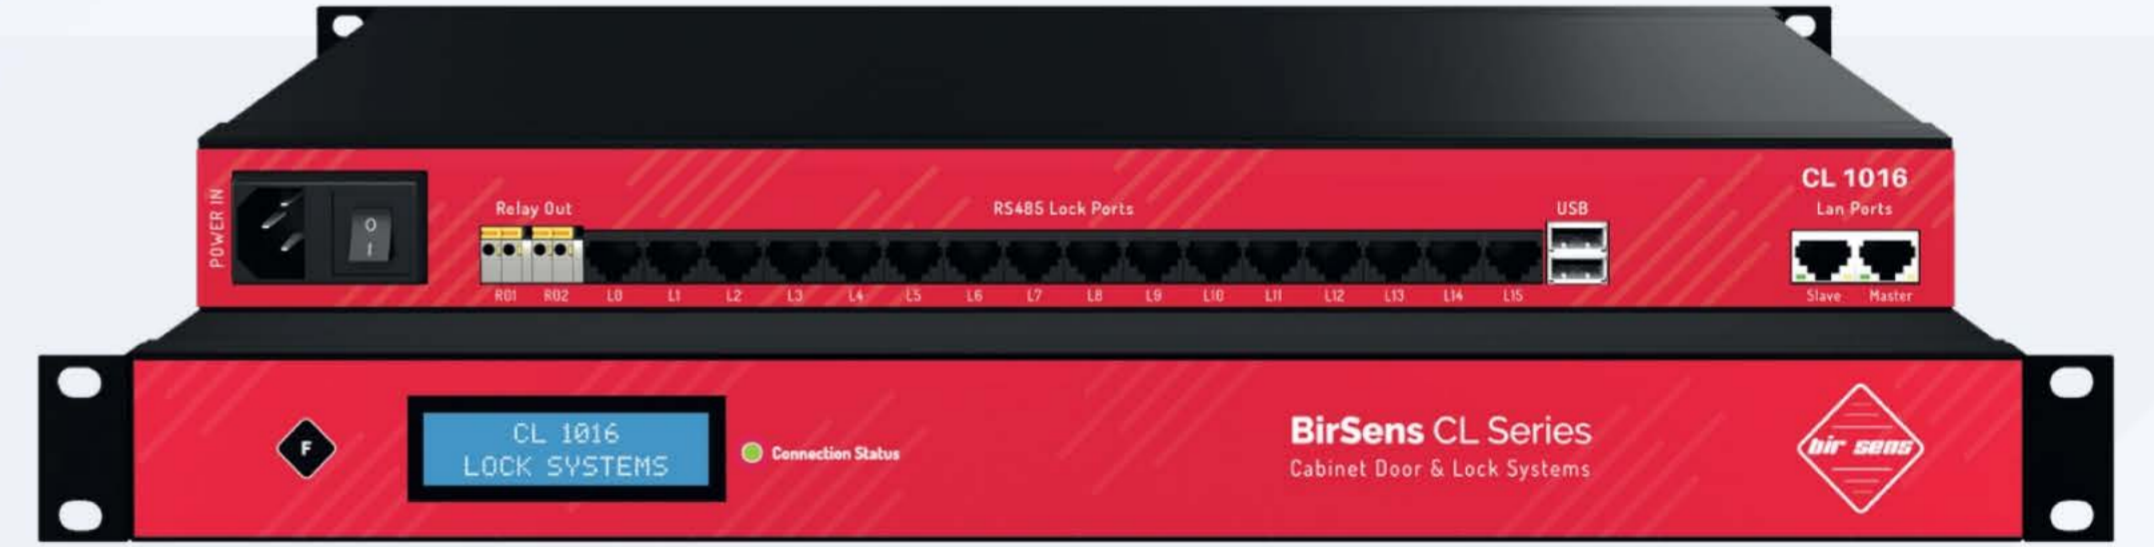 CL 1016
POWER IN
Relay Out
RS485 Lock Ports
USB
Lan Ports
0
1
R01 R02 L0 L1 L2 L3 L4 L5 L6 L7 L8 L9 L10 L11 L12 L13 L14 L15
Slave Master
F
CL 1016
LOCK SYSTEMS
Connection Status
BirSens CL Series
Cabinet Door & Lock Systems
bir sens